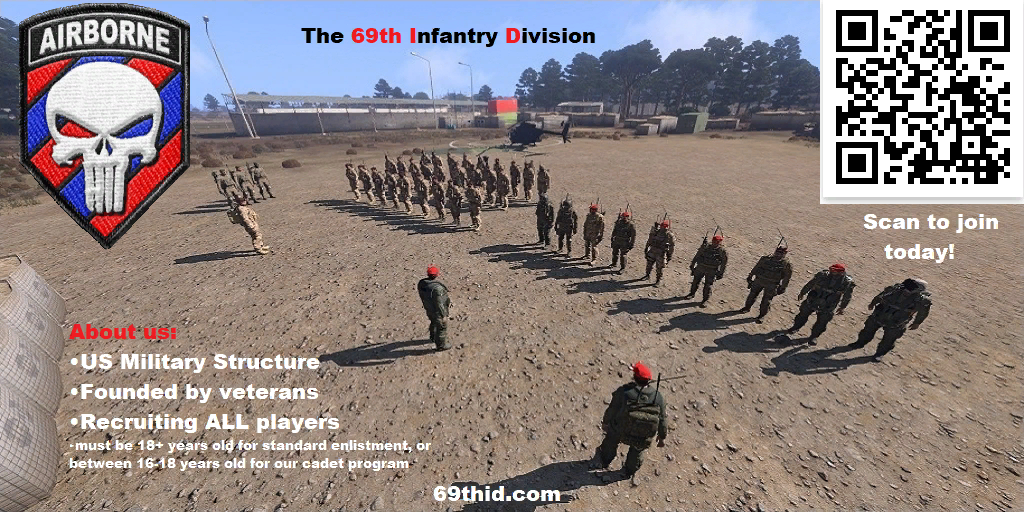 AIRBORNE
The 69th Infantry Division
Scan to join
today!
About us:
•US Military Structure
•Founded by veterans
•Recruiting ALL players
-must be 18+ years old for standard enlistment, or
between 16-18 years old for our cadet program
69thid.com